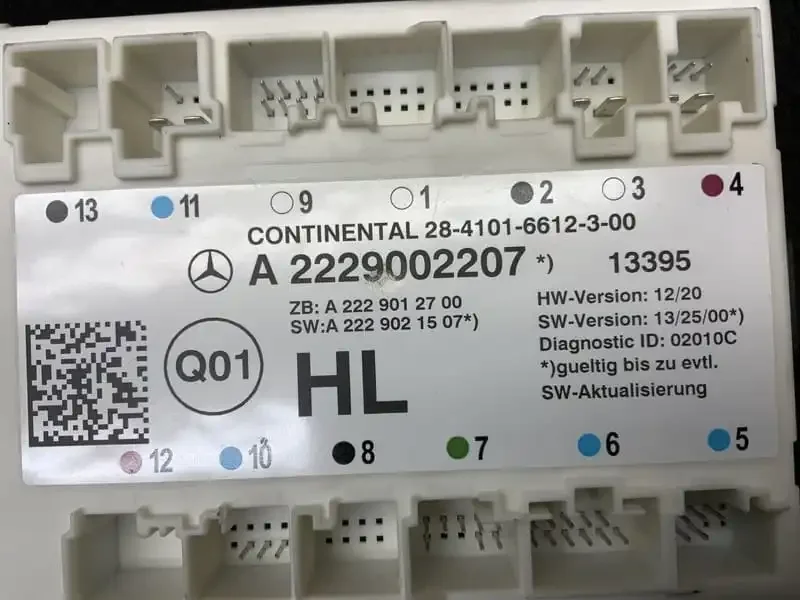 13 11 9 1 2 3 4
CONTINENTAL 28-4101-6612-3-00
A 2229002207 *) 13395
ZB: A 222 901 27 00
SW:A 222 902 15 07*)
HW-Version: 12/20
SW-Version: 13/25/00*)
Diagnostic ID: 02010C
*)gueltig bis zu evtl.
SW-Aktualisierung
Q01
HL
12 10 8 7 6 5